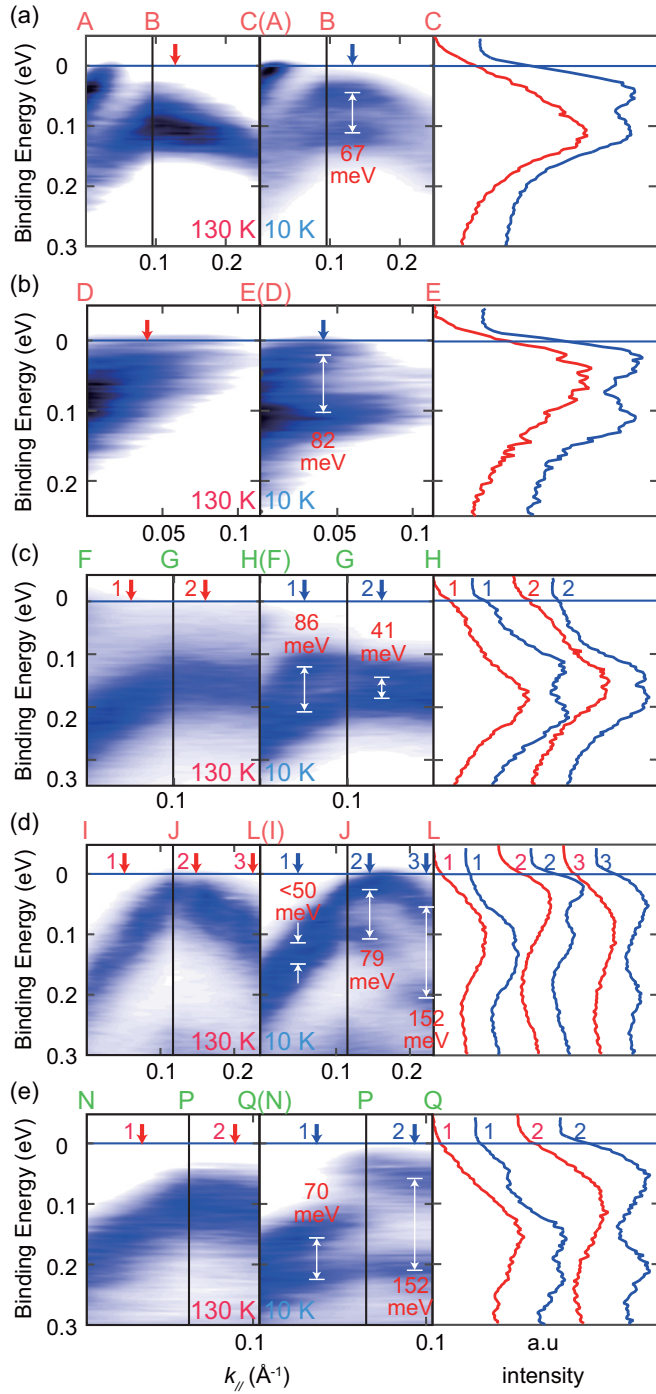 (a)
A B C(A) B C
0
0.1
0.2
0.3
Binding Energy (eV)
67
meV
130 K 10 K
0.1 0.2 0.1 0.2
(b)
D E(D) E
0
0.1
0.2
Binding Energy (eV)
82
meV
130 K 10 K
0.05 0.1 0.05 0.1
(c)
F G H(F) G H
1 2 1 2 1 1 2 2
0
0.1
0.2
0.3
Binding Energy (eV)
86
meV
41
meV
130 K 10 K
0.1 0.1
(d)
I J L(I) J L
1 2 3 1 2 3 1 1 2 2 3 3
0
0.1
0.2
0.3
Binding Energy (eV)
<50
meV
79
meV
152
meV
130 K 10 K
0.1 0.2 0.1 0.2
(e)
N P Q(N) P Q
1 2 1 2 1 1 2 2
0
0.1
0.2
0.3
Binding Energy (eV)
70
meV
152
meV
130 K 10 K
0.1 0.1 a.u
k// (Å-1) intensity